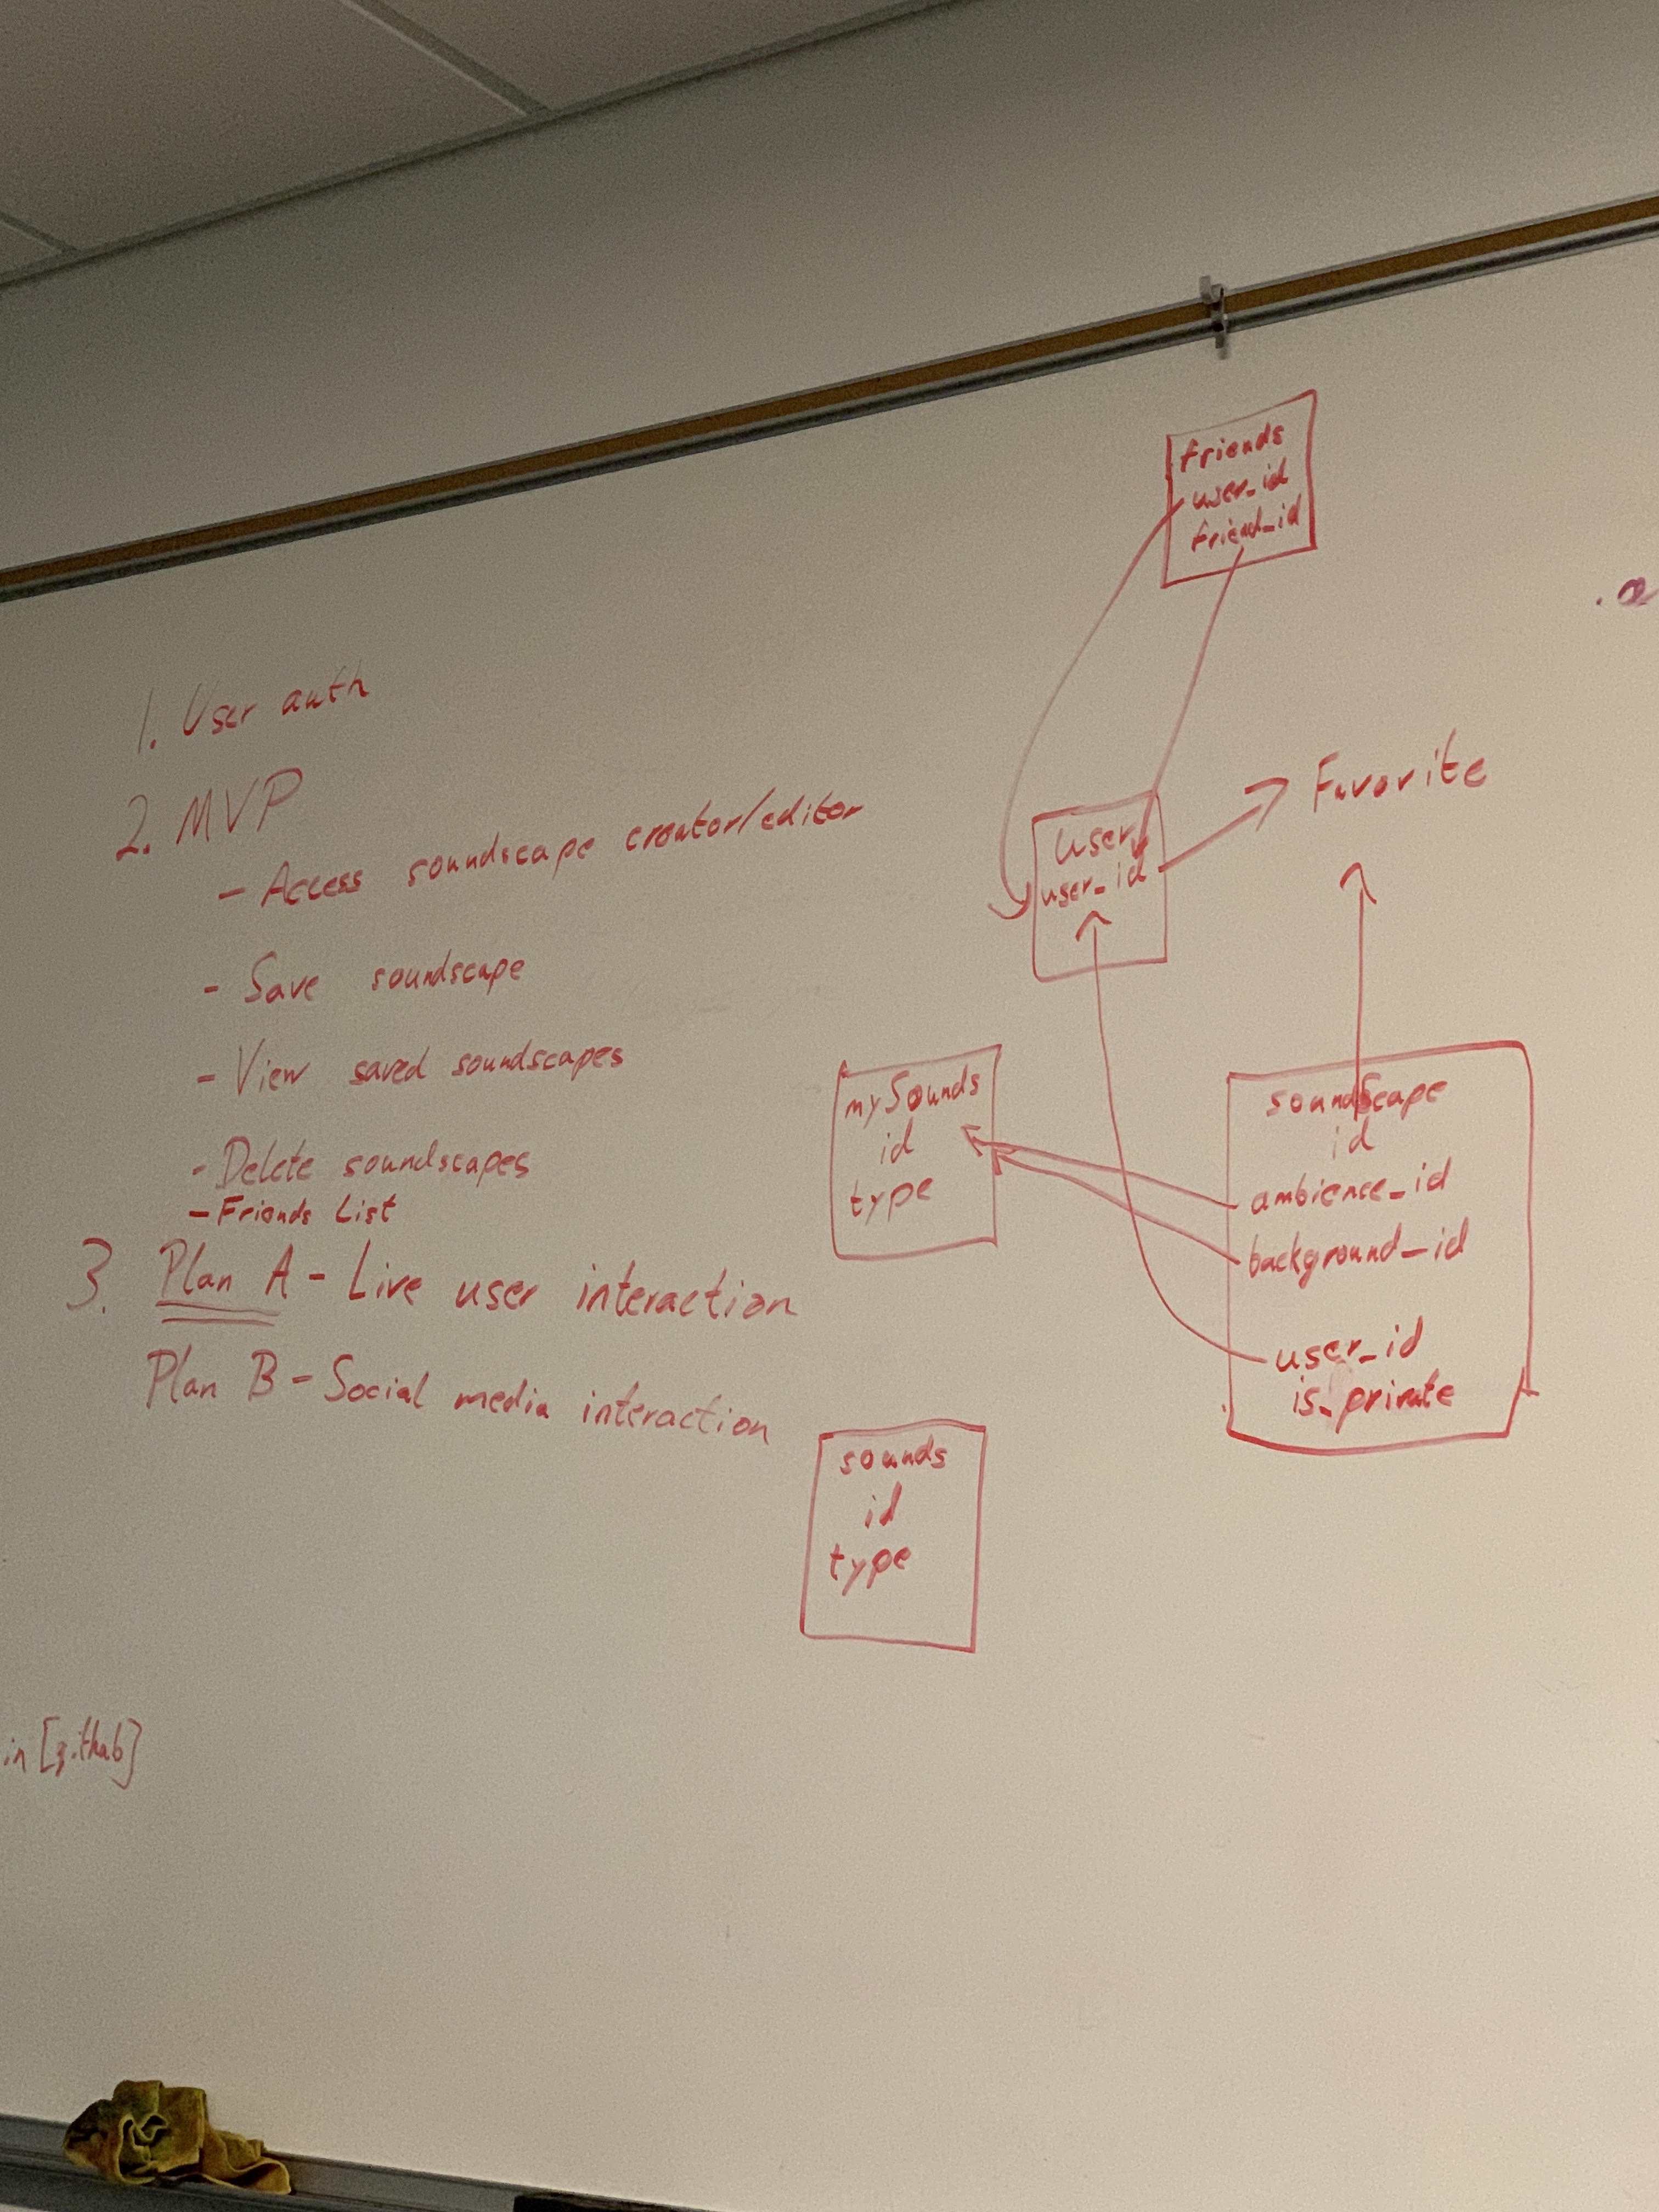 1. User auth
2. MVP
- Access soundscape creator/editor
- Save soundscape
- View saved soundscapes
- Delete soundscapes
- Friends List
3. Plan A - Live user interaction
Plan B - Social media interaction
in [github]
friends
user_id
friend_id
User
user_id
Favorite
mySounds
id
type
soundscape
id
ambience_id
background_id
user_id
is_private
sounds
id
type